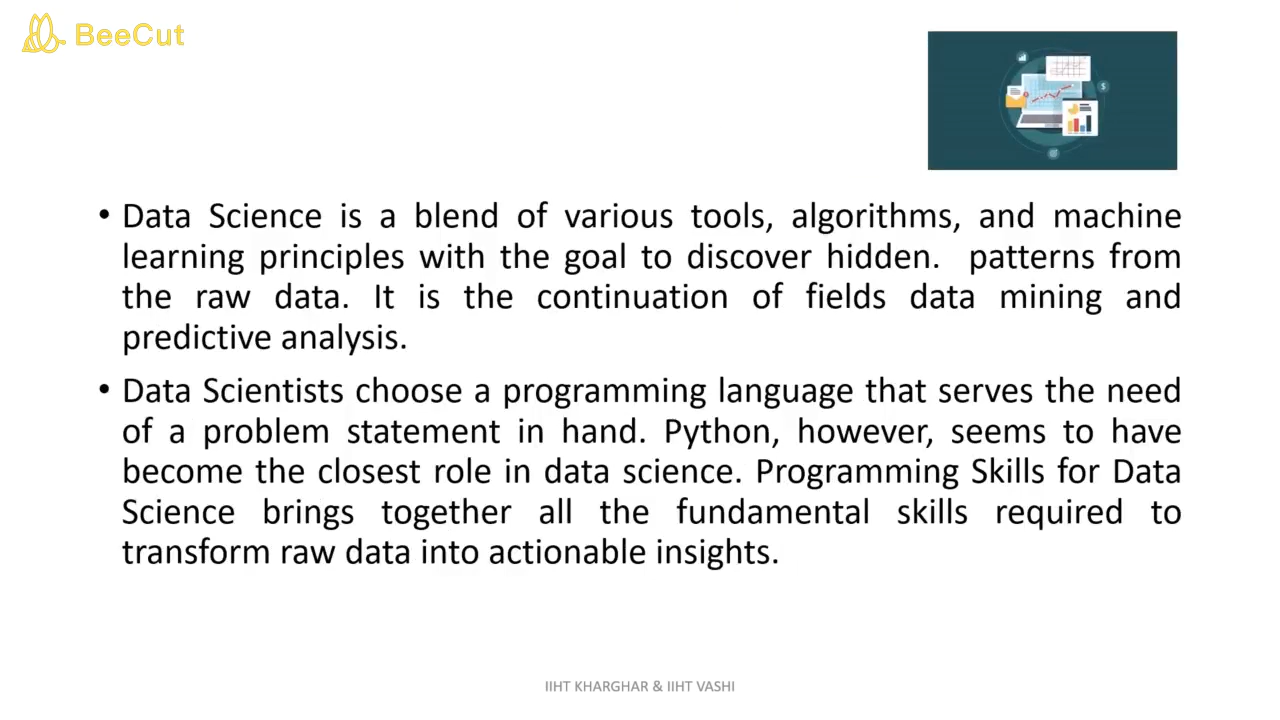 BeeCut
• Data Science is a blend of various tools, algorithms, and machine
learning principles with the goal to discover hidden.  patterns from
the raw data. It is the continuation of fields data mining and
predictive analysis.
• Data Scientists choose a programming language that serves the need
of a problem statement in hand. Python, however, seems to have
become the closest role in data science. Programming Skills for Data
Science brings together all the fundamental skills required to
transform raw data into actionable insights.
IIHT KHARGHAR & IIHT VASHI